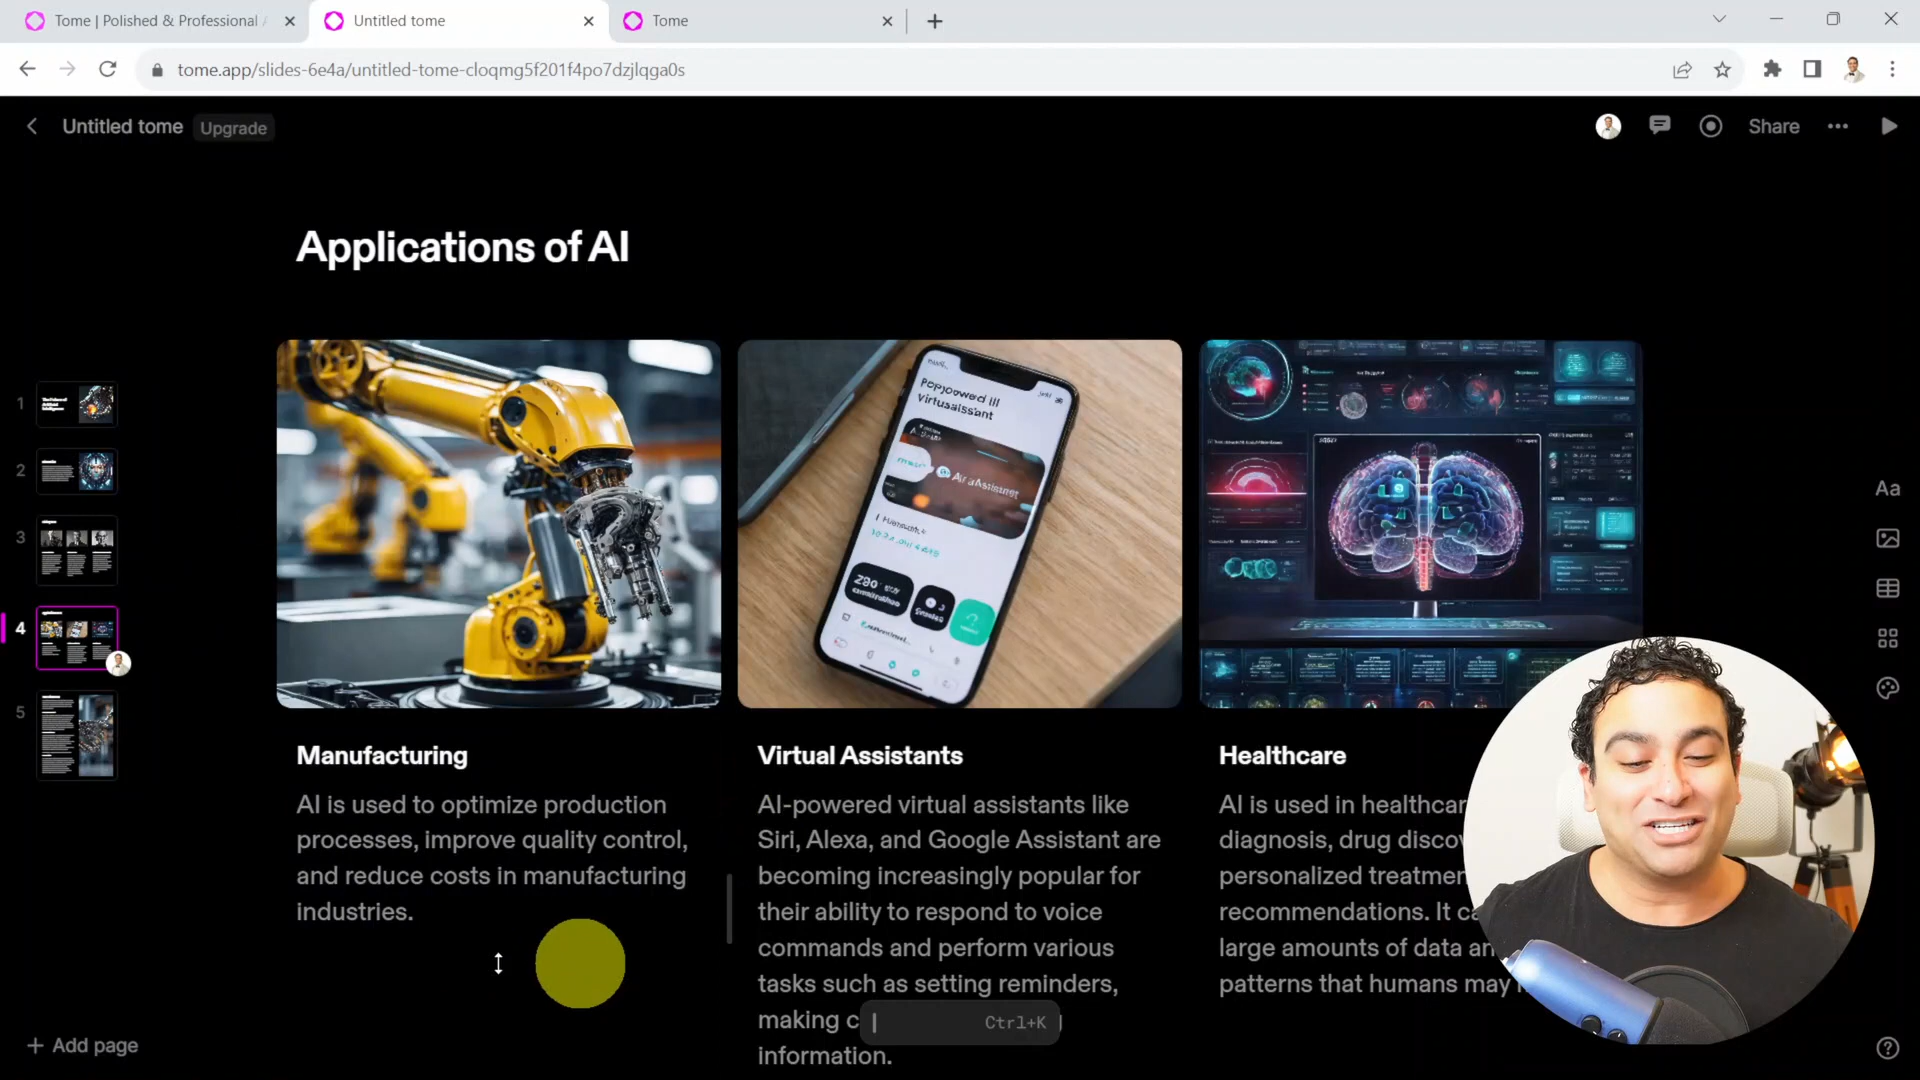 Tome | Polished & Professional
Untitled tome
Tome
tome.app/slides-6e4a/untitled-tome-cloqmg5f201f4po7dzjlqga0s
Untitled tome
Upgrade
Share
Applications of AI
1
2
3
4
5
Aa
Manufacturing
AI is used to optimize production
processes, improve quality control,
and reduce costs in manufacturing
industries.
Virtual Assistants
AI-powered virtual assistants like
Siri, Alexa, and Google Assistant are
becoming increasingly popular for
their ability to respond to voice
commands and perform various
tasks such as setting reminders,
making
information.
Healthcare
AI is used in
diagnosis, drug
personalized
recommendations. It
large amounts of data
patterns that humans may
Ctrl+K
+ Add page